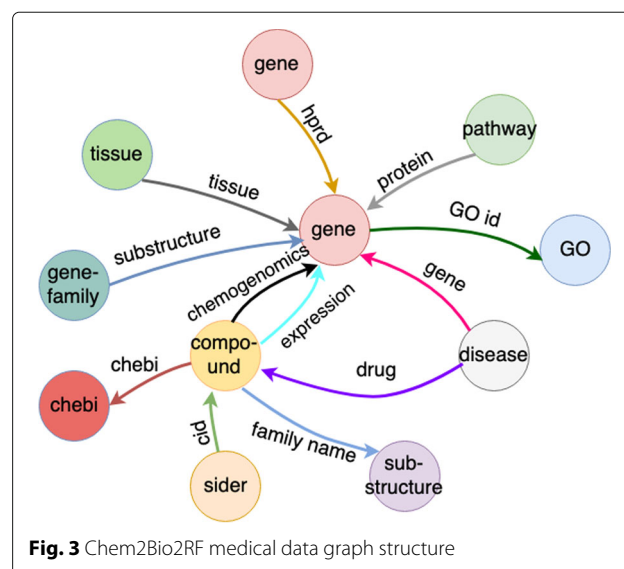 gene
hprd
pathway
tissue
protein
tissue
GO id
substructure
gene
GO
gene-
family
chemogenomics
gene
expression
compo-
und
disease
chebi
drug
chebi
cid
family name
sub-
structure
sider
Fig. 3 Chem2Bio2RF medical data graph structure